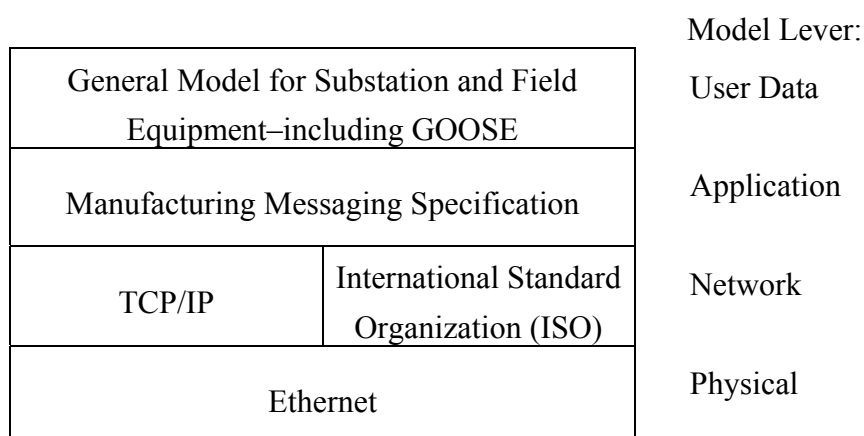 Model Lever:
General Model for Substation and Field
Equipment–including GOOSE
User Data
Manufacturing Messaging Specification
Application
TCP/IP
International Standard
Organization (ISO)
Network
Ethernet
Physical